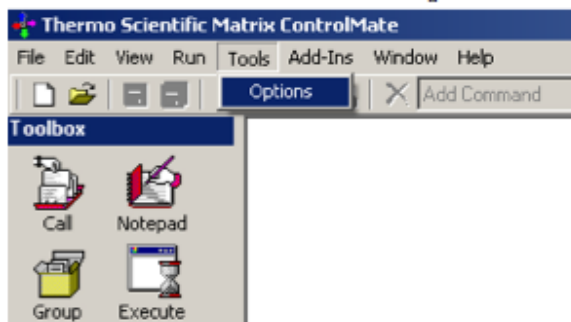 Thermo Scientific Matrix ControlMate
File Edit View Run Tools Add-Ins Window Help
Options Add Command
Toolbox
Call Notepad
Group Execute